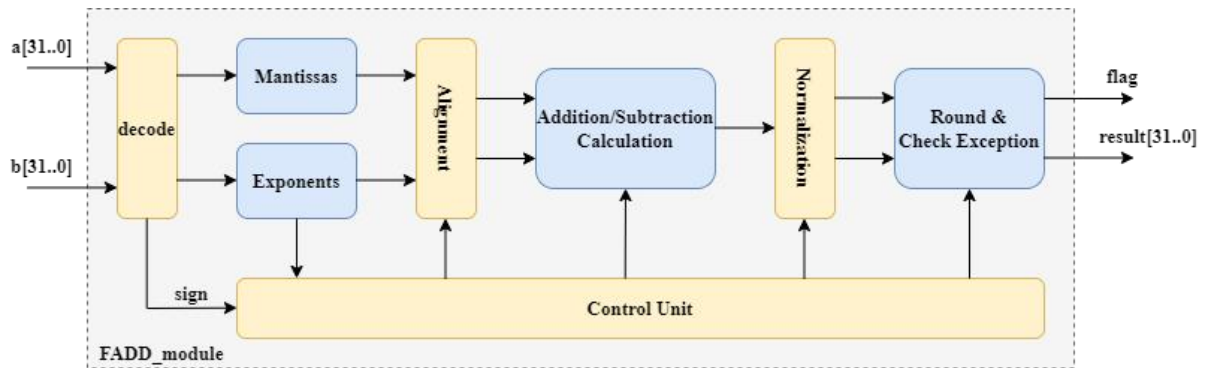 a[31..0]
b[31..0]
decode
Mantissas
Exponents
Alignment
Addition/Subtraction
Calculation
Normalization
Round &
Check Exception
flag
result[31..0]
sign
Control Unit
FADD_module